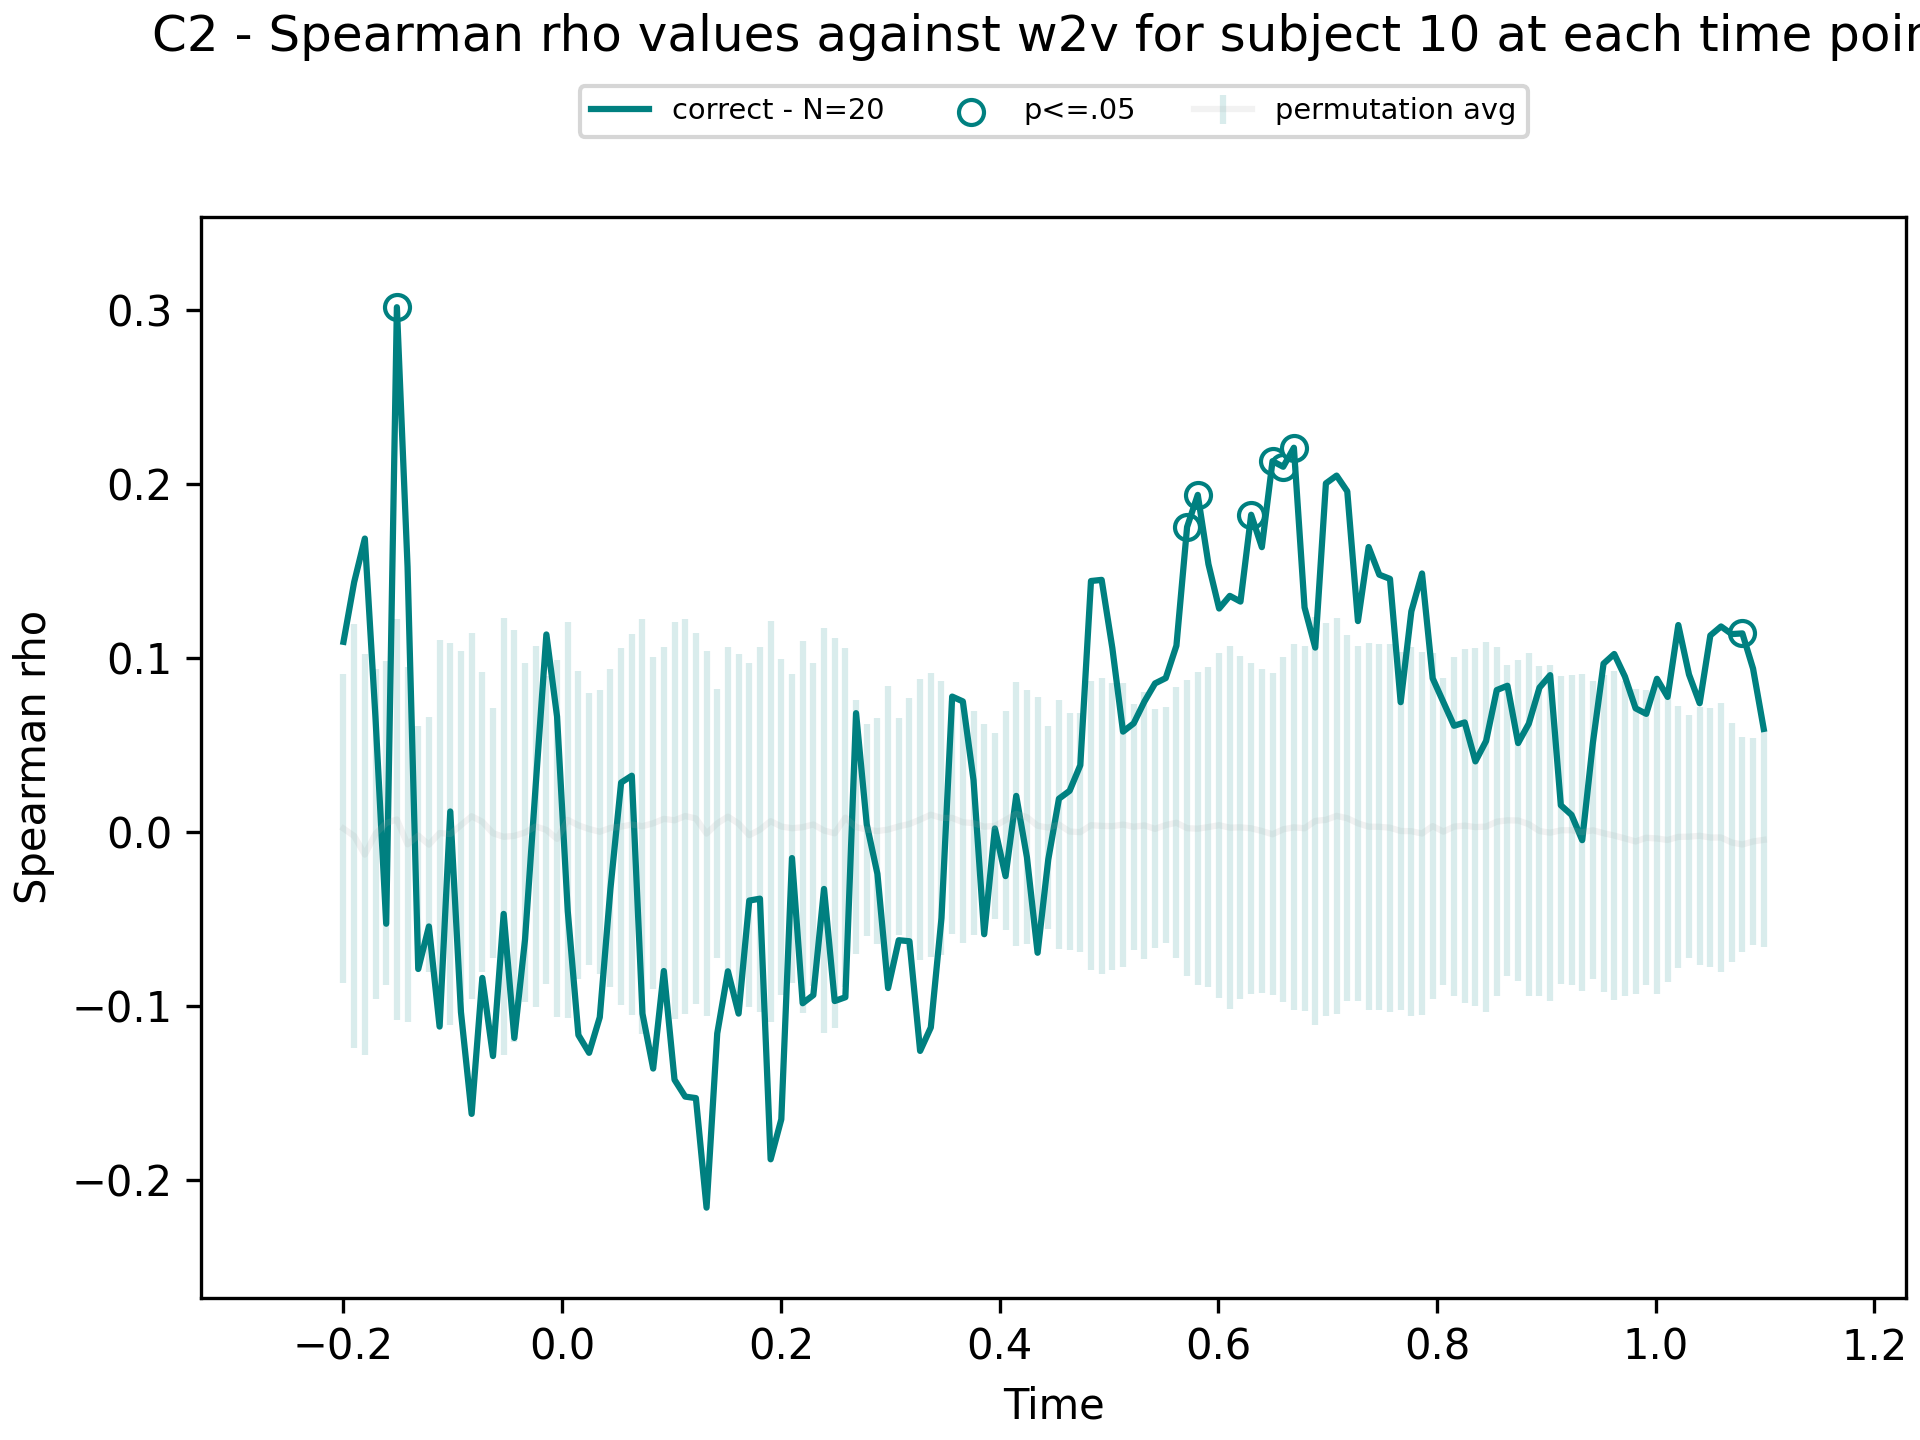 C2 - Spearman rho values against w2v for subject 10 at each time
correct - N=20 p<=.05 permutation avg
0.3
0.2
0.1
0.0
−0.1
−0.2
Spearman rho
−0.2 0.0 0.2 0.4 0.6 0.8 1.0 1.2
Time